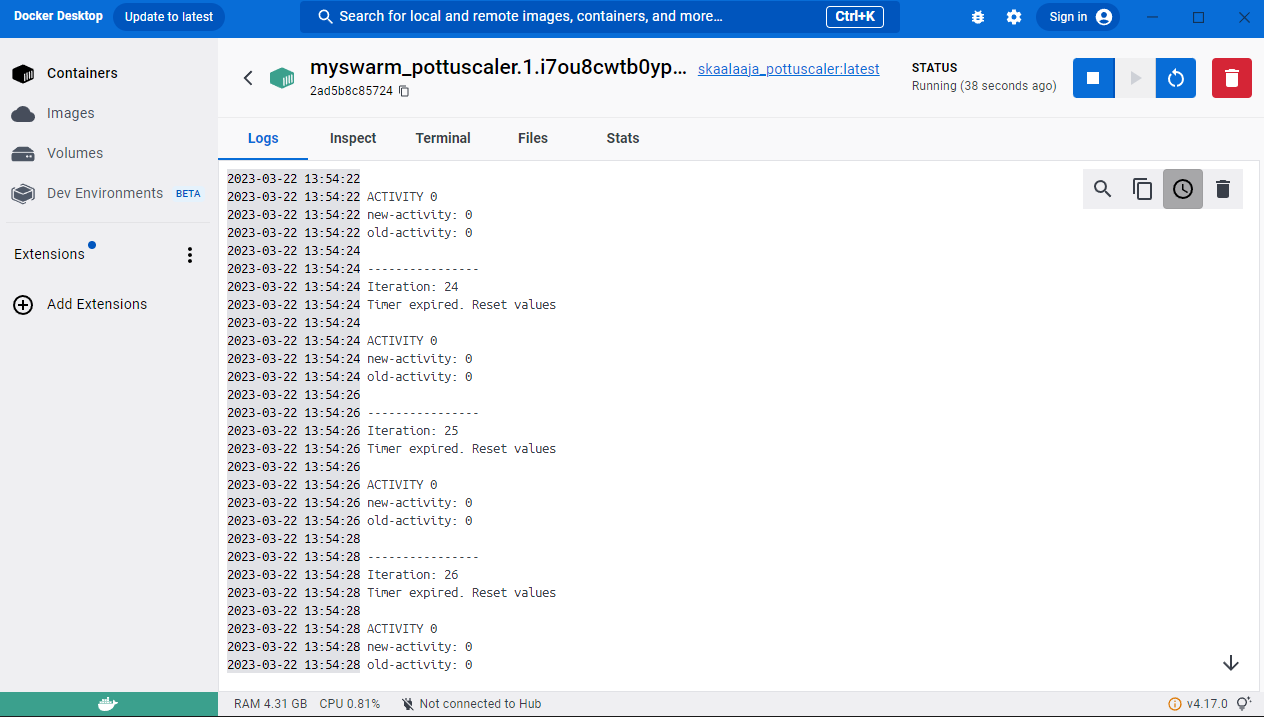 Docker Desktop
Update to latest
Search for local and remote images, containers, and more...
Ctrl+K
Sign in
Containers
Images
Volumes
Dev Environments BETA
Extensions
Add Extensions
myswarm_pottuscaler.1.i7ou8cwtb0yp...
skaalaaja_pottuscaler:latest
2ad5b8c85724
STATUS
Running (38 seconds ago)
Logs Inspect Terminal Files Stats
2023-03-22 13:54:22
2023-03-22 13:54:22 ACTIVITY 0
2023-03-22 13:54:22 new-activity: 0
2023-03-22 13:54:22 old-activity: 0
2023-03-22 13:54:24
2023-03-22 13:54:24 ----------------
2023-03-22 13:54:24 Iteration: 24
2023-03-22 13:54:24 Timer expired. Reset values
2023-03-22 13:54:24
2023-03-22 13:54:24 ACTIVITY 0
2023-03-22 13:54:24 new-activity: 0
2023-03-22 13:54:24 old-activity: 0
2023-03-22 13:54:26
2023-03-22 13:54:26 ----------------
2023-03-22 13:54:26 Iteration: 25
2023-03-22 13:54:26 Timer expired. Reset values
2023-03-22 13:54:26
2023-03-22 13:54:26 ACTIVITY 0
2023-03-22 13:54:26 new-activity: 0
2023-03-22 13:54:26 old-activity: 0
2023-03-22 13:54:28
2023-03-22 13:54:28 ----------------
2023-03-22 13:54:28 Iteration: 26
2023-03-22 13:54:28 Timer expired. Reset values
2023-03-22 13:54:28
2023-03-22 13:54:28 ACTIVITY 0
2023-03-22 13:54:28 new-activity: 0
2023-03-22 13:54:28 old-activity: 0
RAM 4.31 GB CPU 0.81% Not connected to Hub
v4.17.0